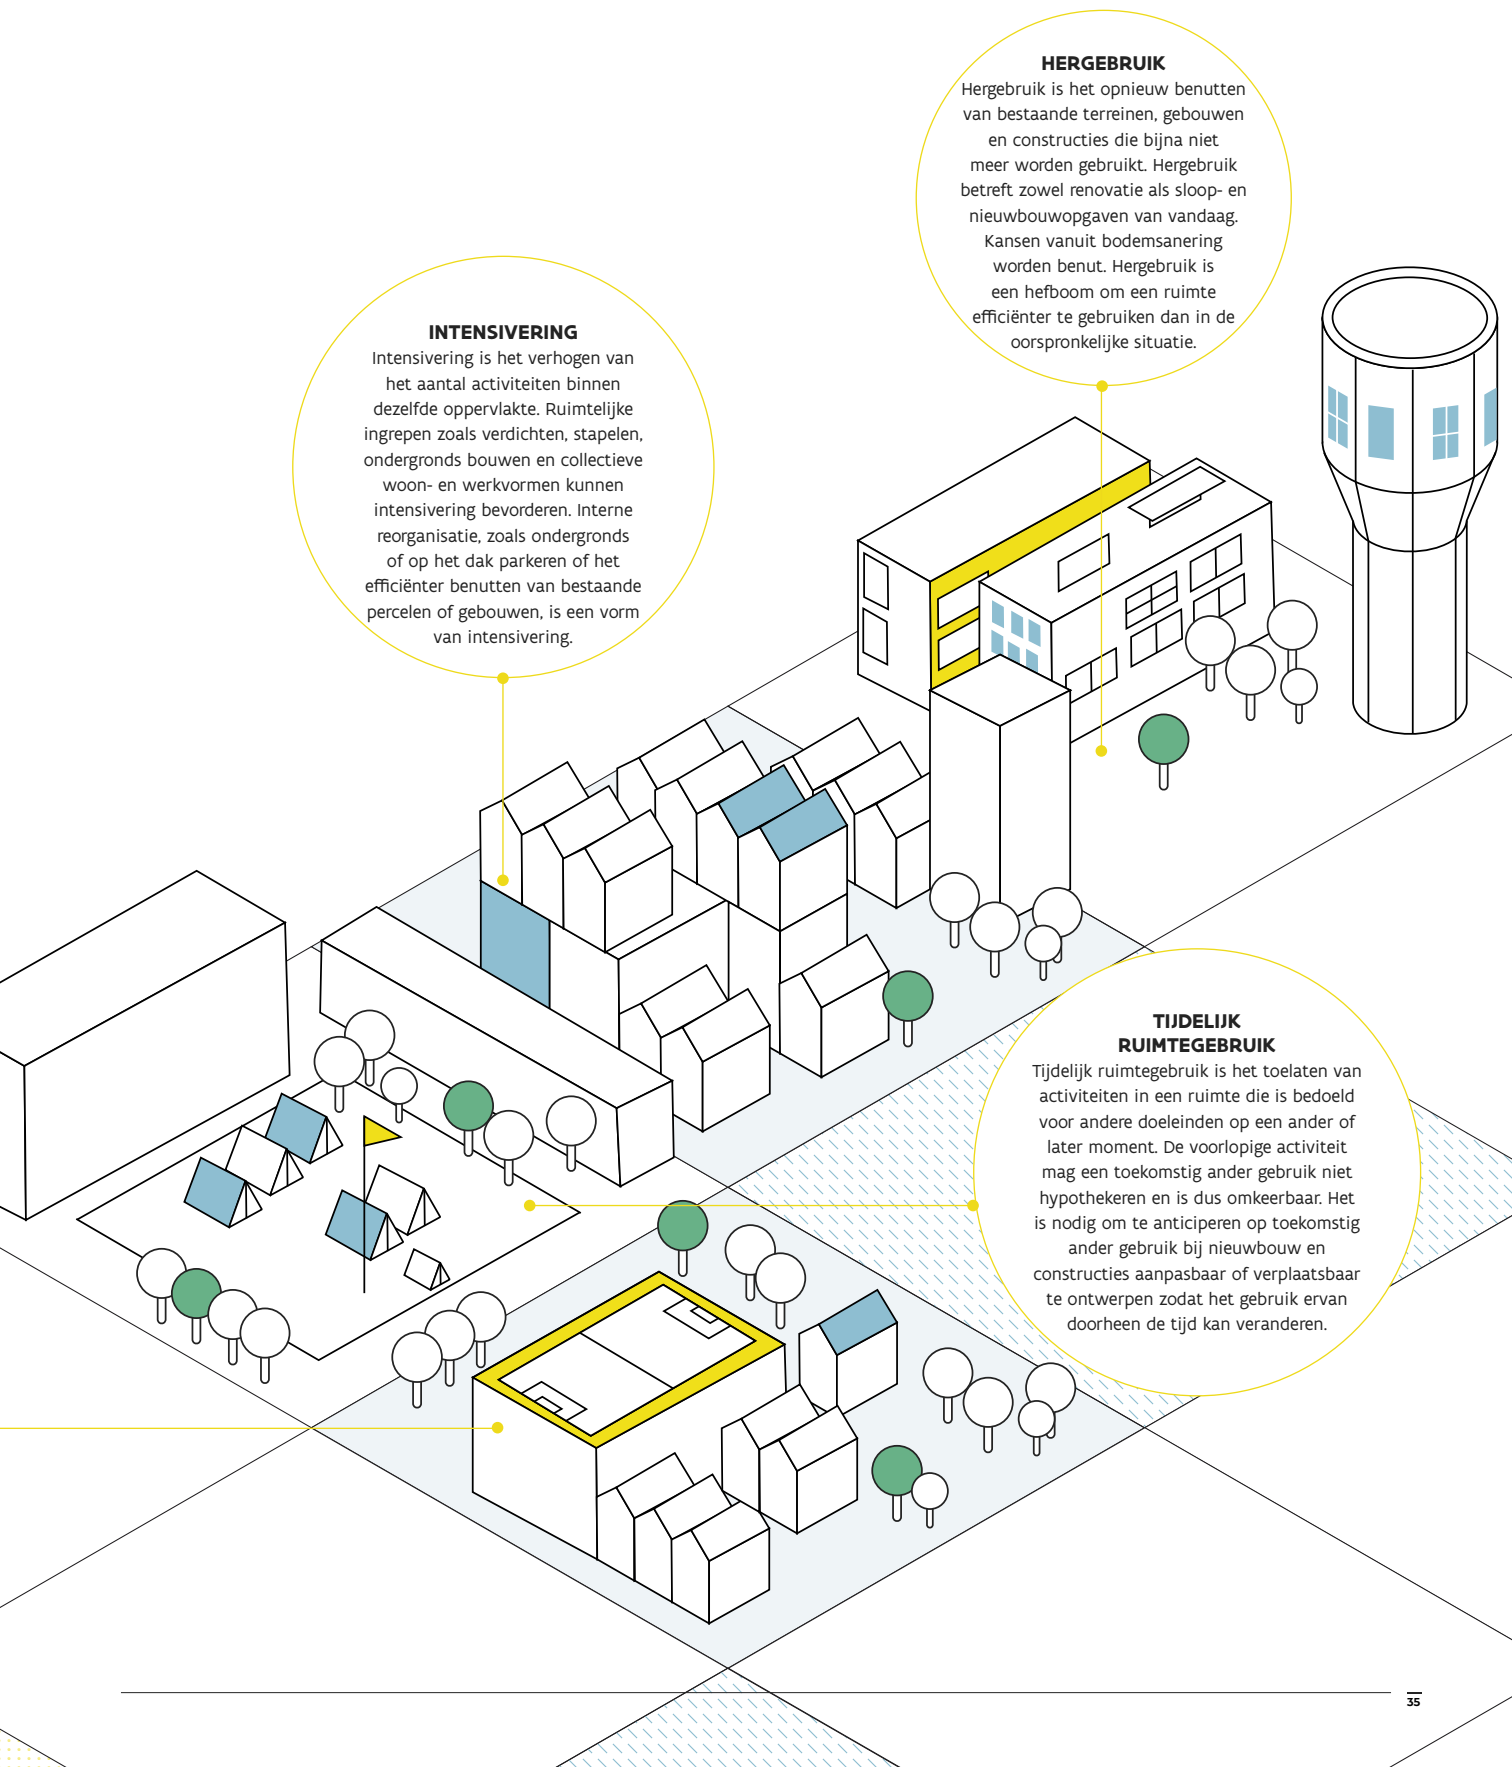 HERGEBRUIK
Hergebruik is het opnieuw benutten
van bestaande terreinen, gebouwen
en constructies die bijna niet
meer worden gebruikt. Hergebruik
betreft zowel renovatie als sloop- en
nieuwbouwopgaven van vandaag.
Kansen vanuit bodemsanering
worden benut. Hergebruik is
een hefboom om een ruimte
efficiënter te gebruiken dan in de
oorspronkelijke situatie.
INTENSIVERING
Intensivering is het verhogen van
het aantal activiteiten binnen
dezelfde oppervlakte. Ruimtelijke
ingrepen zoals verdichten, stapelen,
ondergronds bouwen en collectieve
woon- en werkvormen kunnen
intensivering bevorderen. Interne
reorganisatie, zoals ondergronds
of op het dak parkeren of het
efficiënter benutten van bestaande
percelen of gebouwen, is een vorm
van intensivering.
TIJDELIJK
RUIMTEGEBRUIK
Tijdelijk ruimtegebruik is het toelaten van
activiteiten in een ruimte die is bedoeld
voor andere doeleinden op een ander of
later moment. De voorlopige activiteit
mag een toekomstig ander gebruik niet
hypothekeren en is dus omkeerbaar. Het
is nodig om te anticiperen op toekomstig
ander gebruik bij nieuwbouw en
constructies aanpasbaar of verplaatsbaar
te ontwerpen zodat het gebruik ervan
doorheen de tijd kan veranderen.
35